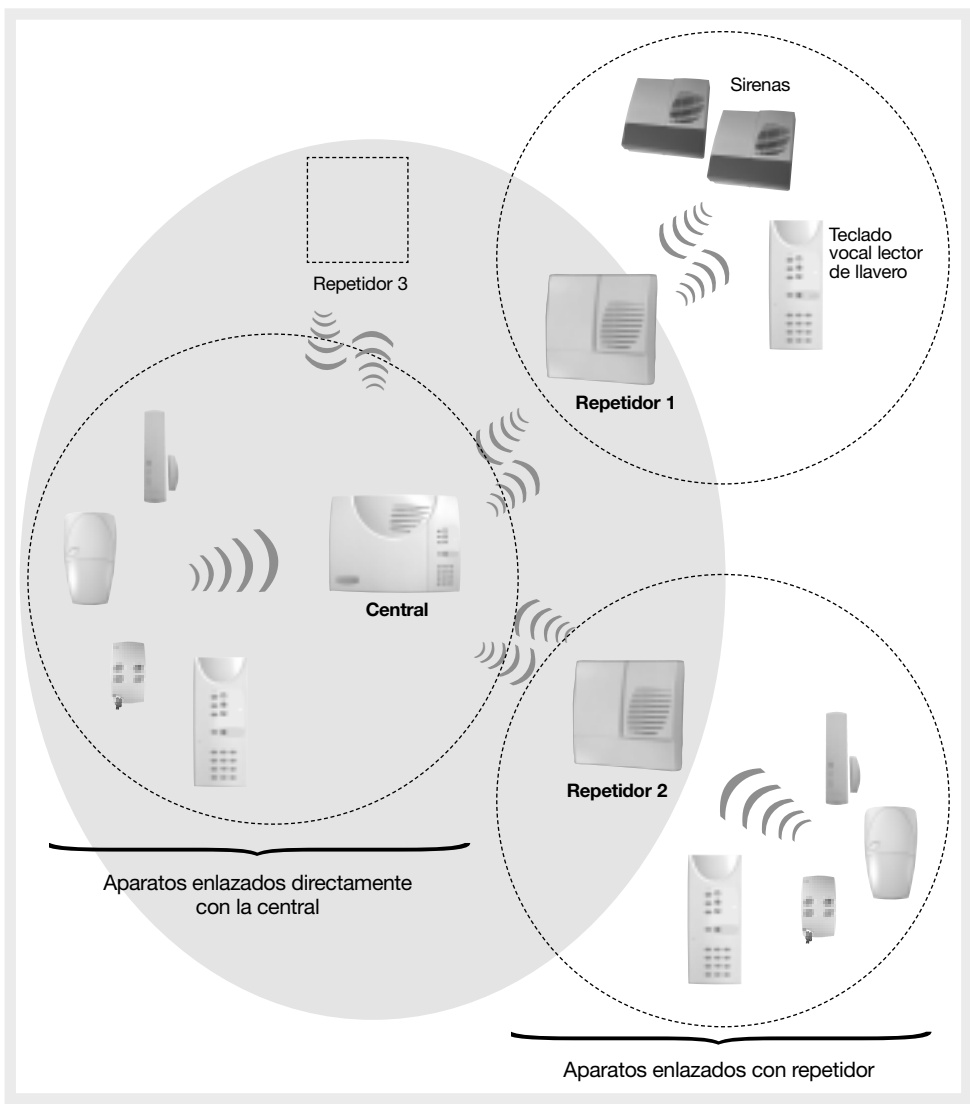 Sirenas
Teclado
vocal lector
de llavero
Repetidor 3
Repetidor 1
Central
Repetidor 2
Aparatos enlazados directamente
con la central
Aparatos enlazados con repetidor